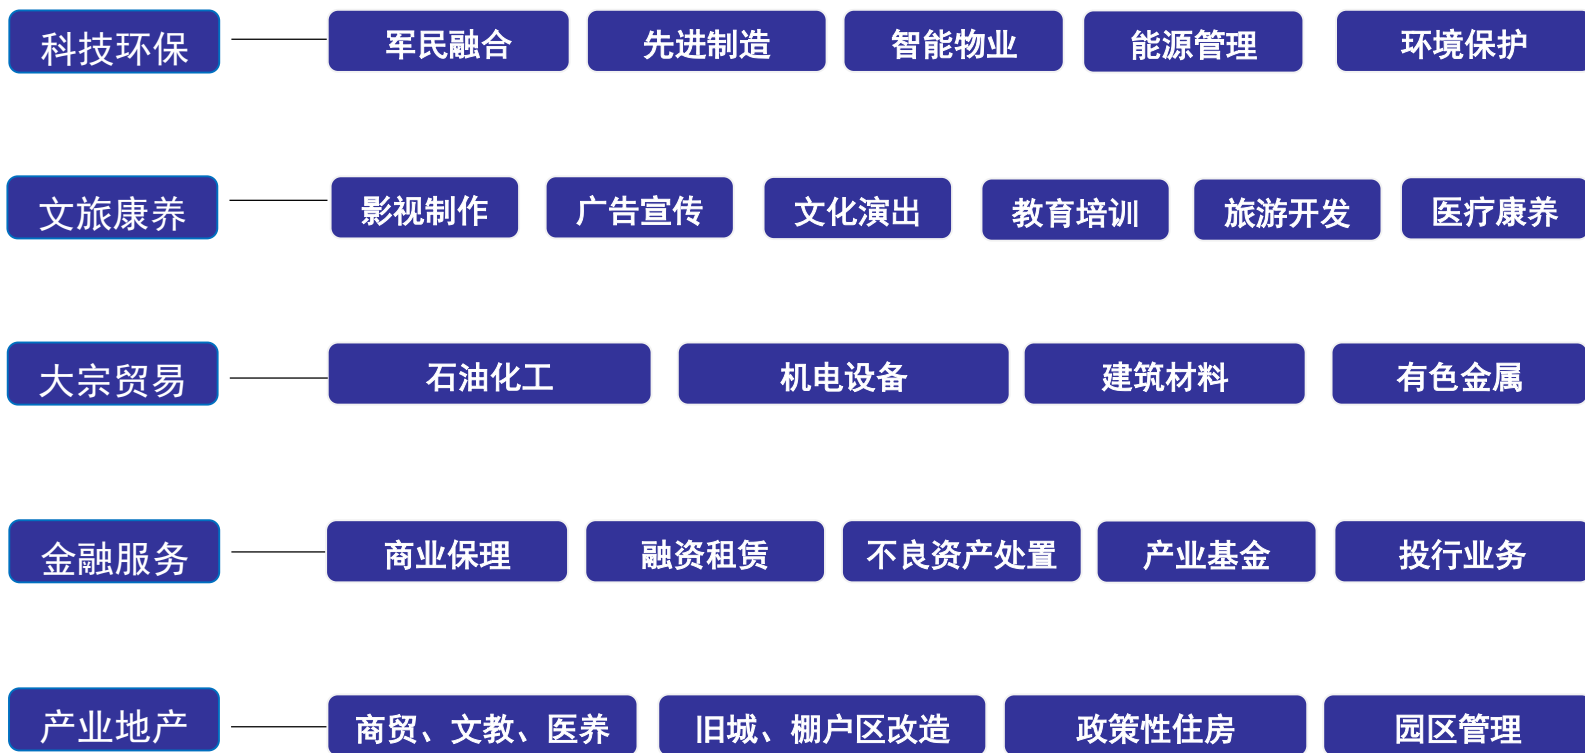 科技环保 军民融合 先进制造 智能物业 能源管理 环境保护
文旅康养 影视制作 广告宣传 文化演出 教育培训 旅游开发 医疗康养
大宗贸易 石油化工 机电设备 建筑材料 有色金属
金融服务 商业保理 融资租赁 不良资产处置 产业基金 投行业务
产业地产 商贸、文教、医养 旧城、棚户区改造 政策性住房 园区管理